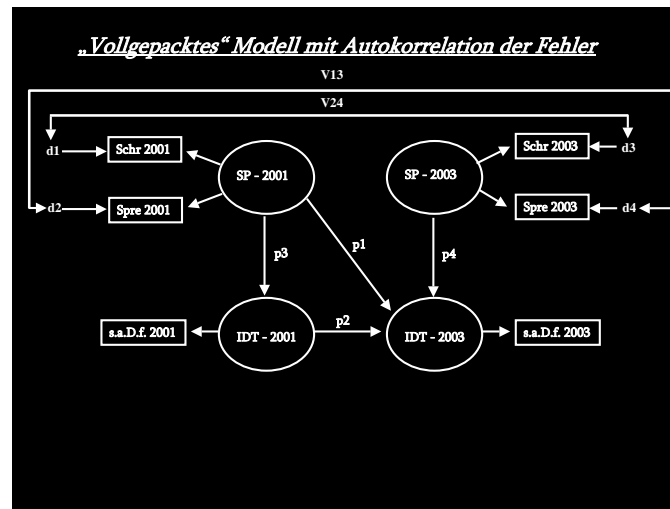 „Vollgepacktes“ Modell mit Autokorrelation der Fehler
V13
V24
d1 Schr 2001 SP - 2001 SP - 2003 Schr 2003 d3
d2 Spre 2001 Spre 2003 d4
p3 p1 p4
s.a.D.f. 2001 IDT - 2001 p2 IDT - 2003 s.a.D.f. 2003